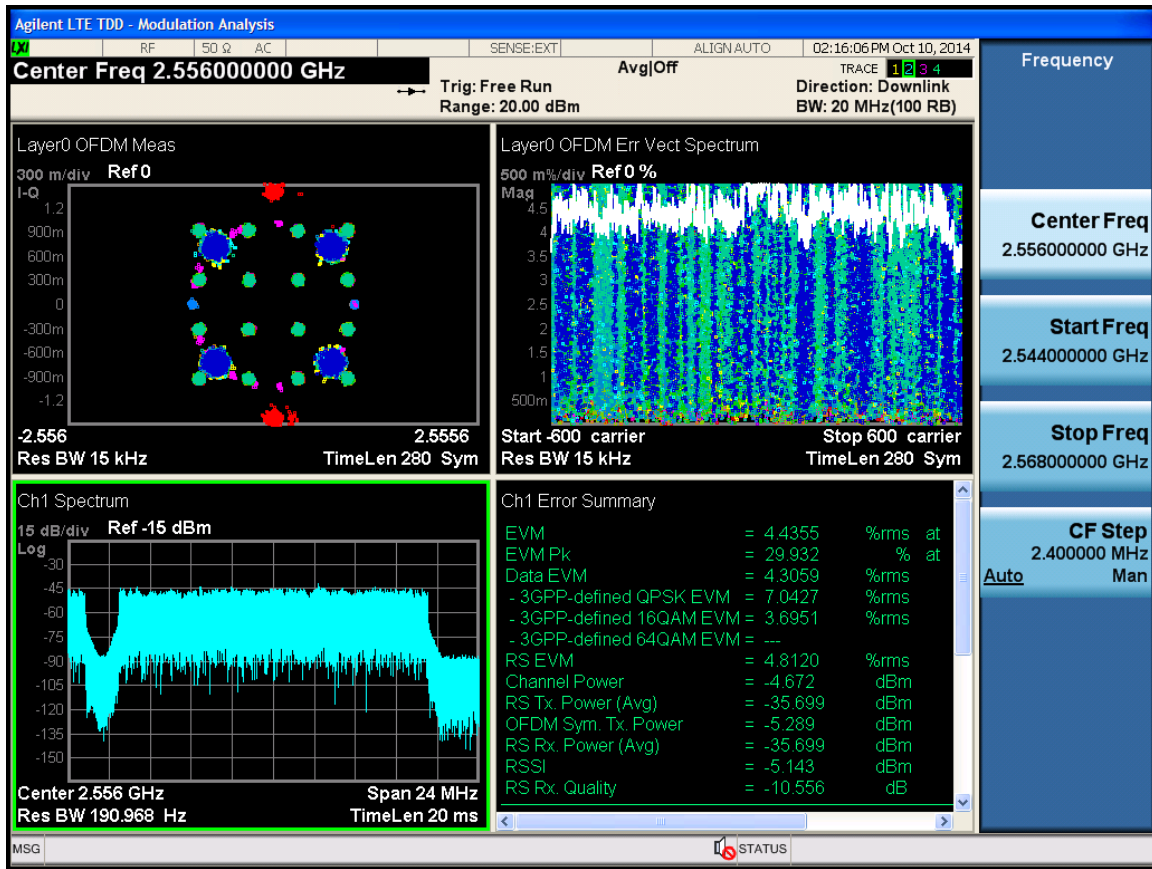 Agilent LTE TDD - Modulation Analysis
LXI RF 50 Ω AC SENSE:EXT ALIGN AUTO 02:16:06 PM Oct 10, 2014
Center Freq 2.556000000 GHz
Avg|Off
TRACE 1 2 3 4
Trig: Free Run
Direction: Downlink
Range: 20.00 dBm
BW: 20 MHz(100 RB)
Layer0 OFDM Meas
300 m/div Ref 0
I-Q
1.2
900m
600m
300m
0
-300m
-600m
-900m
-1.2
-2.556 2.5556
Res BW 15 kHz TimeLen 280 Sym
Layer0 OFDM Err Vect Spectrum
500 m%/div Ref 0 %
Mag
4.5
4
3.5
3
2.5
2
1.5
1
500m
Start -600 carrier Stop 600 carrier
Res BW 15 kHz TimeLen 280 Sym
Ch1 Spectrum
15 dB/div Ref -15 dBm
Log
-30
-45
-60
-75
-90
-105
-120
-135
-150
Center 2.556 GHz Span 24 MHz
Res BW 190.968 Hz TimeLen 20 ms
Ch1 Error Summary
EVM = 4.4355 %rms at
EVM Pk = 29.932 % at
Data EVM = 4.3059 %rms
- 3GPP-defined QPSK EVM = 7.0427 %rms
- 3GPP-defined 16QAM EVM = 3.6951 %rms
- 3GPP-defined 64QAM EVM = ---
RS EVM = 4.8120 %rms
Channel Power = -4.672 dBm
RS Tx. Power (Avg) = -35.699 dBm
OFDM Sym. Tx. Power = -5.289 dBm
RS Rx. Power (Avg) = -35.699 dBm
RSSI = -5.143 dBm
RS Rx. Quality = -10.556 dB
Frequency
Center Freq
2.556000000 GHz
Start Freq
2.544000000 GHz
Stop Freq
2.568000000 GHz
CF Step
2.400000 MHz
Auto Man
MSG STATUS